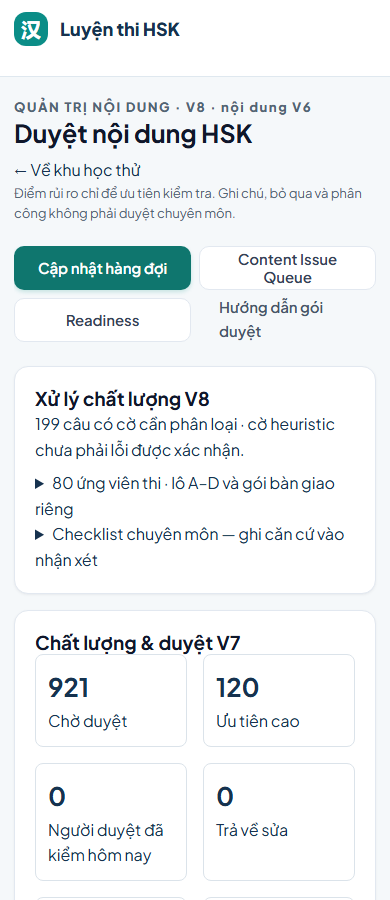 汉 Luyện thi HSK
QUẢN TRỊ NỘI DUNG · V8 · nội dung V6
Duyệt nội dung HSK
← Về khu học thử
Điểm rủi ro chỉ để ưu tiên kiểm tra. Ghi chú, bỏ qua và phân
công không phải duyệt chuyên môn.
Cập nhật hàng đợi
Content Issue
Queue
Readiness
Hướng dẫn gói
duyệt
Xử lý chất lượng V8
199 câu có cờ cần phân loại · cờ heuristic
chưa phải lỗi được xác nhận.
▶ 80 ứng viên thi · lô A–D và gói bàn giao
riêng
▶ Checklist chuyên môn — ghi căn cứ vào
nhận xét
Chất lượng & duyệt V7
921
Chờ duyệt
120
Ưu tiên cao
0
Người duyệt đã
kiểm hôm nay
0
Trả về sửa